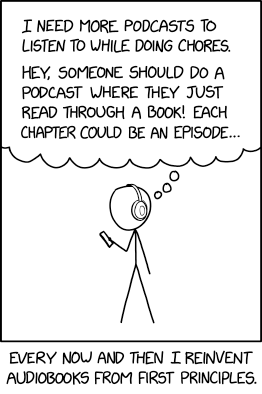 I NEED MORE PODCASTS TO
LISTEN TO WHILE DOING CHORES.
HEY, SOMEONE SHOULD DO A
PODCAST WHERE THEY JUST
READ THROUGH A BOOK! EACH
CHAPTER COULD BE AN EPISODE...
EVERY NOW AND THEN I REINVENT
AUDIOBOOKS FROM FIRST PRINCIPLES.